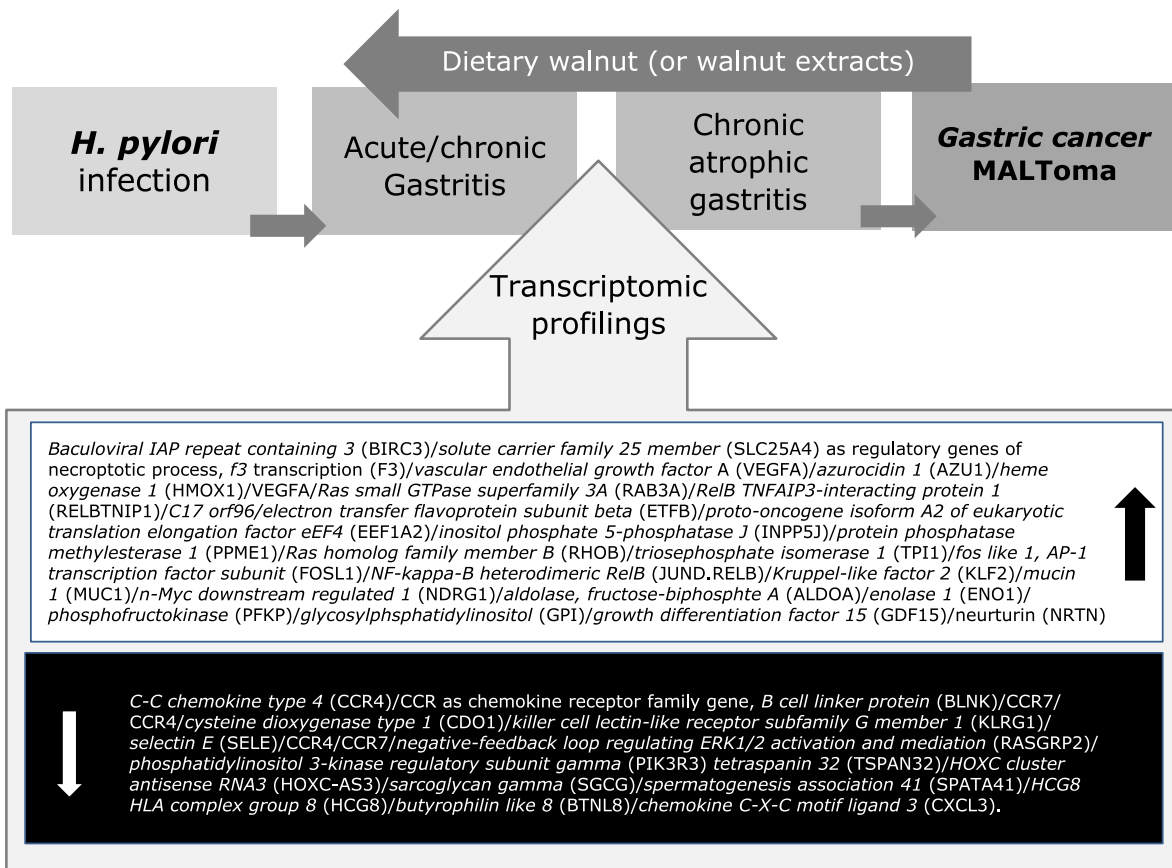 Dietary walnut (or walnut extracts)
H. pylori
infection
Acute/chronic
Gastritis
Chronic
atrophic
gastritis
Gastric cancer
MALToma
Transcriptomic
profilings
Baculoviral IAP repeat containing 3 (BIRC3)/solute carrier family 25 member (SLC25A4) as regulatory genes of
necroptotic process, f3 transcription (F3)/vascular endothelial growth factor A (VEGFA)/azurocidin 1 (AZU1)/heme
oxygenase 1 (HMOX1)/VEGFA/Ras small GTPase superfamily 3A (RAB3A)/RelB TNFAIP3-interacting protein 1
(RELBTNIP1)/C17 orf96/electron transfer flavoprotein subunit beta (ETFB)/proto-oncogene isoform A2 of eukaryotic
translation elongation factor eEF4 (EEF1A2)/inositol phosphate 5-phosphatase J (INPP5J)/protein phosphatase
methylesterase 1 (PPME1)/Ras homolog family member B (RHOB)/triosephosphate isomerase 1 (TPI1)/fos like 1, AP-1
transcription factor subunit (FOSL1)/NF-kappa-B heterodimeric RelB (JUND.RELB)/Kruppel-like factor 2 (KLF2)/mucin
1 (MUC1)/n-Myc downstream regulated 1 (NDRG1)/aldolase, fructose-biphosphte A (ALDOA)/enolase 1 (ENO1)/
phosphofructokinase (PFKP)/glycosylphsphatidylinositol (GPI)/growth differentiation factor 15 (GDF15)/neurturin (NRTN)
C-C chemokine type 4 (CCR4)/CCR as chemokine receptor family gene, B cell linker protein (BLNK)/CCR7/
CCR4/cysteine dioxygenase type 1 (CDO1)/killer cell lectin-like receptor subfamily G member 1 (KLRG1)/
selectin E (SELE)/CCR4/CCR7/negative-feedback loop regulating ERK1/2 activation and mediation (RASGRP2)/
phosphatidylinositol 3-kinase regulatory subunit gamma (PIK3R3) tetraspanin 32 (TSPAN32)/HOXC cluster
antisense RNA3 (HOXC-AS3)/sarcoglycan gamma (SGCG)/spermatogenesis association 41 (SPATA41)/HCG8
HLA complex group 8 (HCG8)/butyrophilin like 8 (BTNL8)/chemokine C-X-C motif ligand 3 (CXCL3).